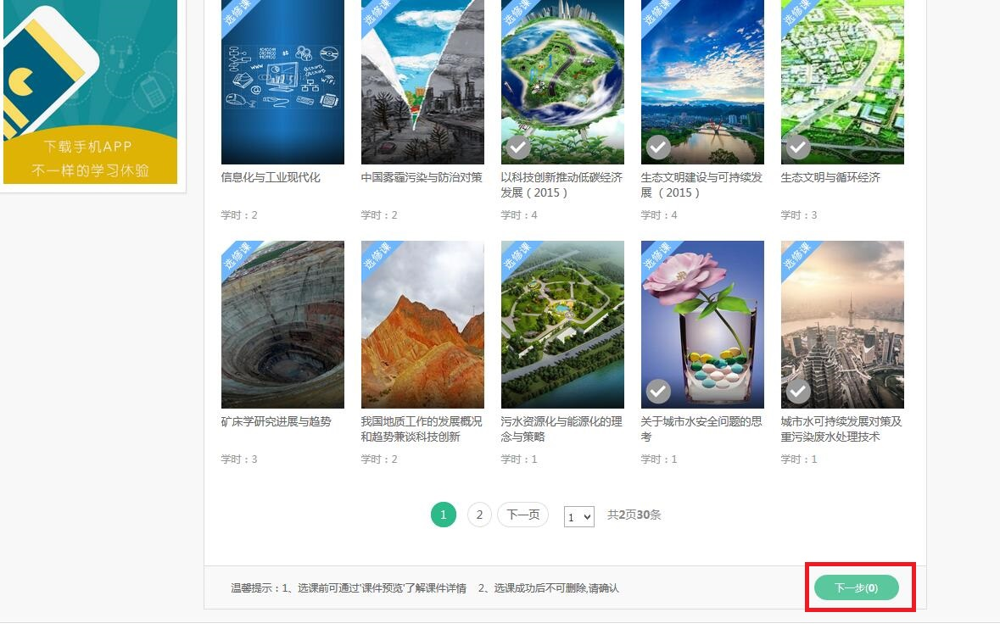 下载手机APP
不一样的学习体验
选修课
选修课
选修课
选修课
选修课
信息化与工业现代化
中国雾霾污染与防治对策
以科技创新推动低碳经济
发展（2015）
生态文明建设与可持续发
展 （2015）
生态文明与循环经济
学时：2
学时：2
学时：4
学时：4
学时：3
选修课
选修课
选修课
选修课
选修课
矿床学研究进展与趋势
我国地质工作的发展概况
和趋势兼谈科技创新
污水资源化与能源化的理
念与策略
关于城市水安全问题的思
考
城市水可持续发展对策及
重污染废水处理技术
学时：3
学时：2
学时：1
学时：1
学时：1
1 2 下一页 1 共2页30条
温馨提示：1、选课前可通过'课件预览'了解课件详情 2、选课成功后不可删除,请确认
下一步(0)